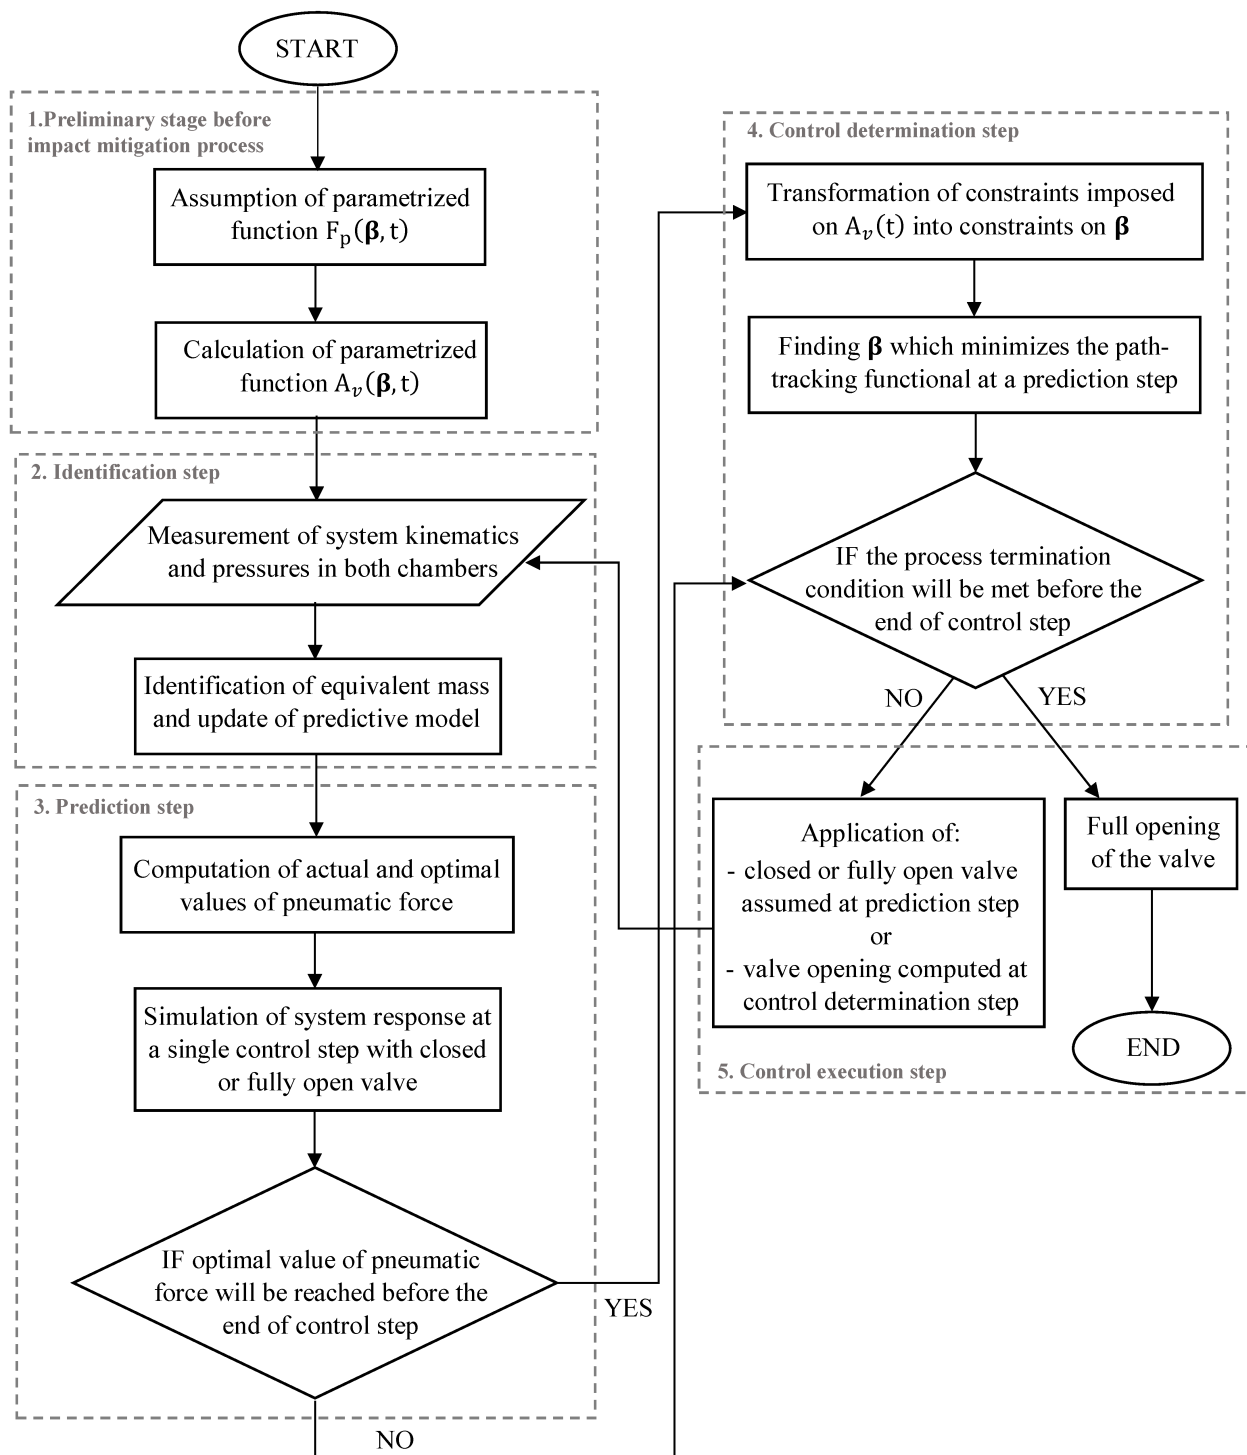 START
1.Preliminary stage before
impact mitigation process
Assumption of parametrized
function Fₚ(𝛃, t)
Calculation of parametrized
function Aᵥ(𝛃, t)
2. Identification step
Measurement of system kinematics
and pressures in both chambers
Identification of equivalent mass
and update of predictive model
3. Prediction step
Computation of actual and optimal
values of pneumatic force
Simulation of system response at
a single control step with closed
or fully open valve
IF optimal value of pneumatic
force will be reached before the
end of control step
YES
NO
4. Control determination step
Transformation of constraints imposed
on Aᵥ(t) into constraints on 𝛃
Finding 𝛃 which minimizes the path-
tracking functional at a prediction step
IF the process termination
condition will be met before the
end of control step
NO
YES
Application of:
- closed or fully open valve
assumed at prediction step
or
- valve opening computed at
control determination step
Full opening
of the valve
END
5. Control execution step